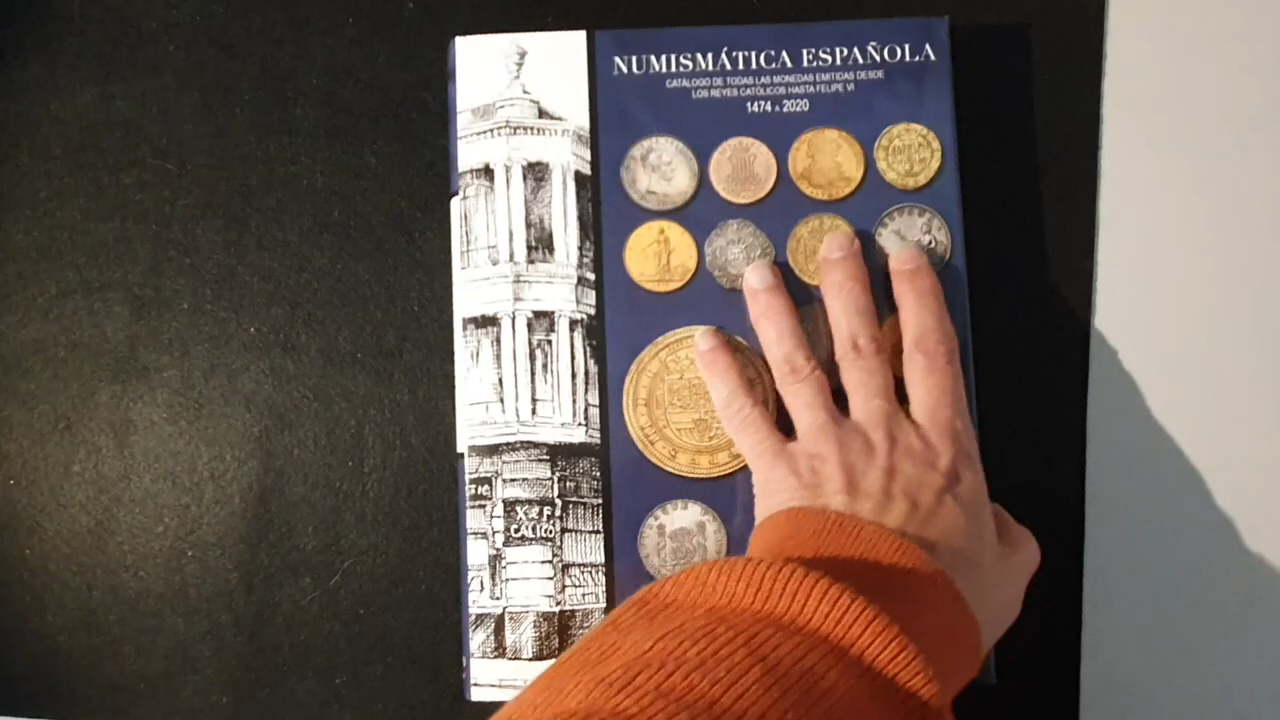 NUMISMÁTICA ESPAÑOLA
CATÁLOGO DE TODAS LAS MONEDAS EMITIDAS DESDE
LOS REYES CATÓLICOS HASTA FELIPE VI
1474 A 2020
X & F
CALICÓ